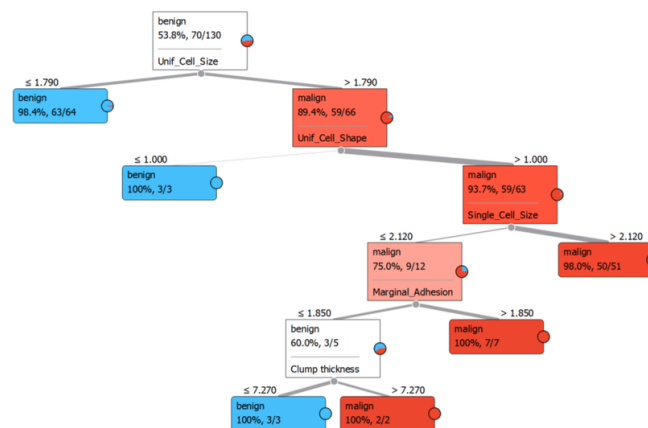 benign
53.8%, 70/130
Unif_Cell_Size
≤ 1.790
> 1.790
benign
98.4%, 63/64
malign
89.4%, 59/66
Unif_Cell_Shape
≤ 1.000
> 1.000
benign
100%, 3/3
malign
93.7%, 59/63
Single_Cell_Size
≤ 2.120
> 2.120
malign
75.0%, 9/12
Marginal_Adhesion
malign
98.0%, 50/51
≤ 1.850
> 1.850
benign
60.0%, 3/5
Clump thickness
malign
100%, 7/7
≤ 7.270
> 7.270
benign
100%, 3/3
malign
100%, 2/2